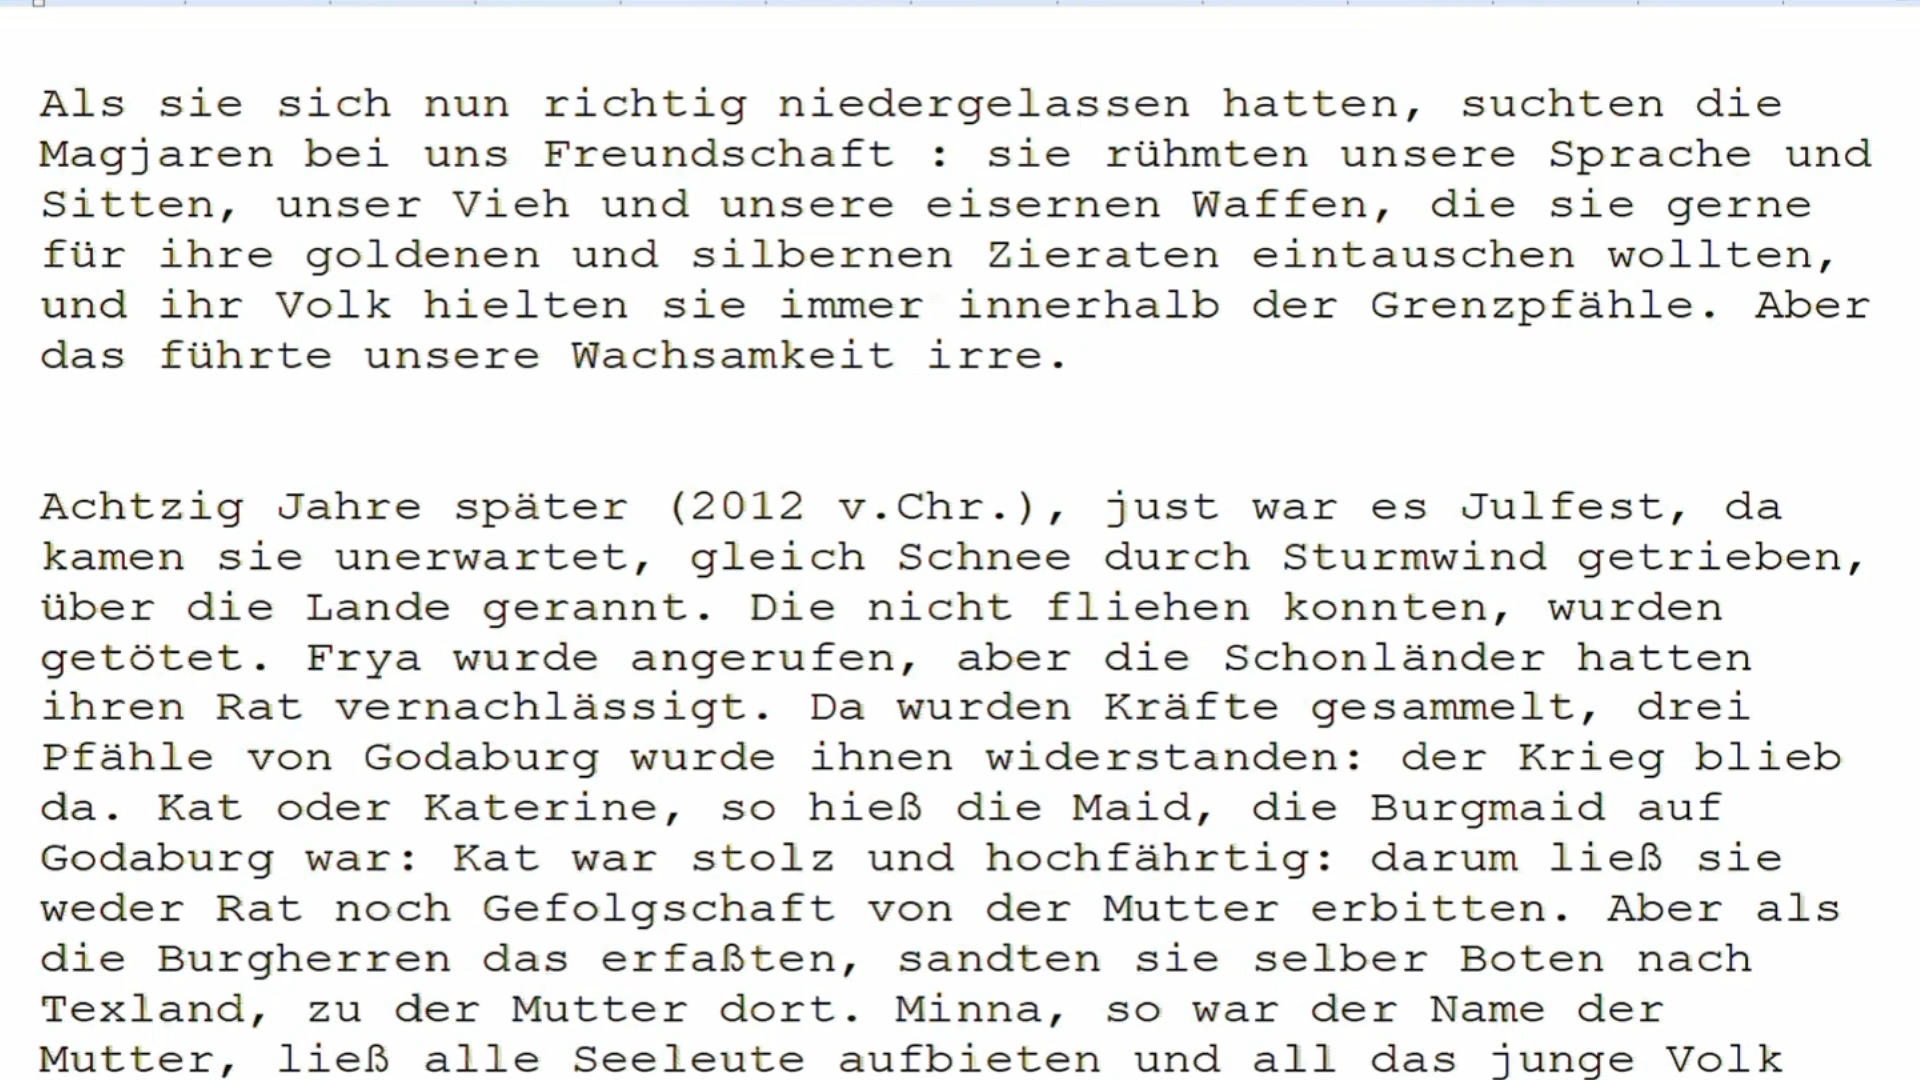 Als sie sich nun richtig niedergelassen hatten, suchten die
Magjaren bei uns Freundschaft : sie rühmten unsere Sprache und
Sitten, unser Vieh und unsere eisernen Waffen, die sie gerne
für ihre goldenen und silbernen Zieraten eintauschen wollten,
und ihr Volk hielten sie immer innerhalb der Grenzpfähle. Aber
das führte unsere Wachsamkeit irre.
Achtzig Jahre später (2012 v.Chr.), just war es Julfest, da
kamen sie unerwartet, gleich Schnee durch Sturmwind getrieben,
über die Lande gerannt. Die nicht fliehen konnten, wurden
getötet. Frya wurde angerufen, aber die Schonländer hatten
ihren Rat vernachlässigt. Da wurden Kräfte gesammelt, drei
Pfähle von Godaburg wurde ihnen widerstanden: der Krieg blieb
da. Kat oder Katerine, so hieß die Maid, die Burgmaid auf
Godaburg war: Kat war stolz und hochfährtig: darum ließ sie
weder Rat noch Gefolgschaft von der Mutter erbitten. Aber als
die Burgherren das erfaßten, sandten sie selber Boten nach
Texland, zu der Mutter dort. Minna, so war der Name der
Mutter, ließ alle Seeleute aufbieten und all das junge Volk